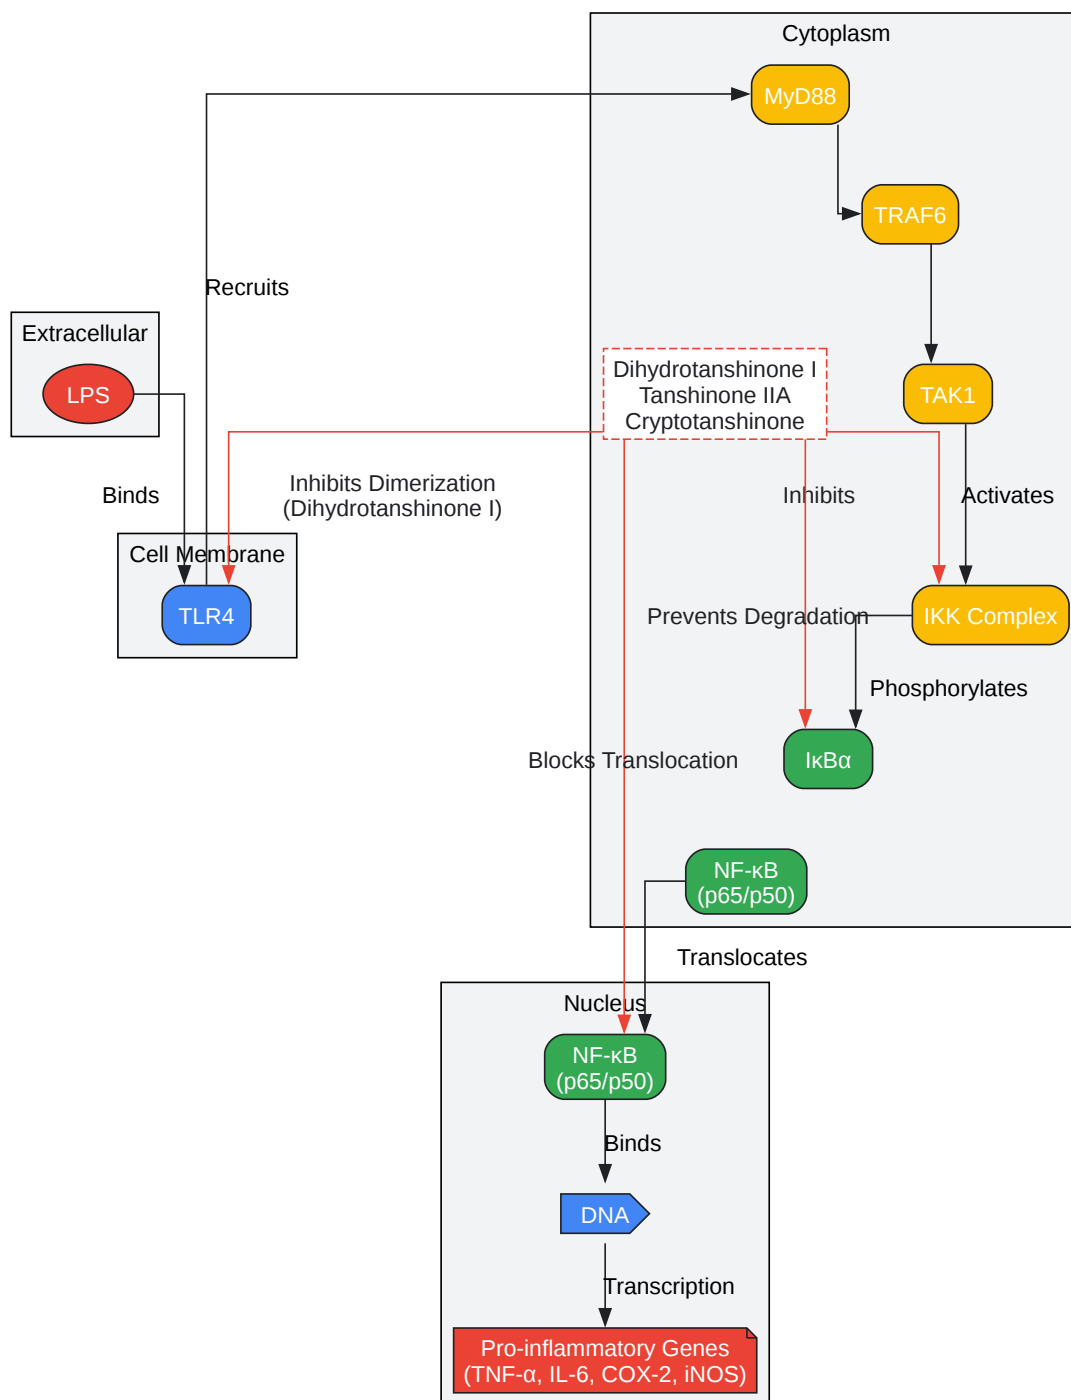 Cytoplasm
MyD88
TRAF6
Recruits
Extracellular
LPS
Dihydrotanshinone I
Tanshinone IIA
Cryptotanshinone
TAK1
Binds
Inhibits Dimerization
(Dihydrotanshinone I)
Inhibits
Activates
Cell Membrane
TLR4
Prevents Degradation
IKK Complex
Phosphorylates
Blocks Translocation
IκBα
NF-κB
(p65/p50)
Translocates
Nucleus
NF-κB
(p65/p50)
Binds
DNA
Transcription
Pro-inflammatory Genes
(TNF-α, IL-6, COX-2, iNOS)